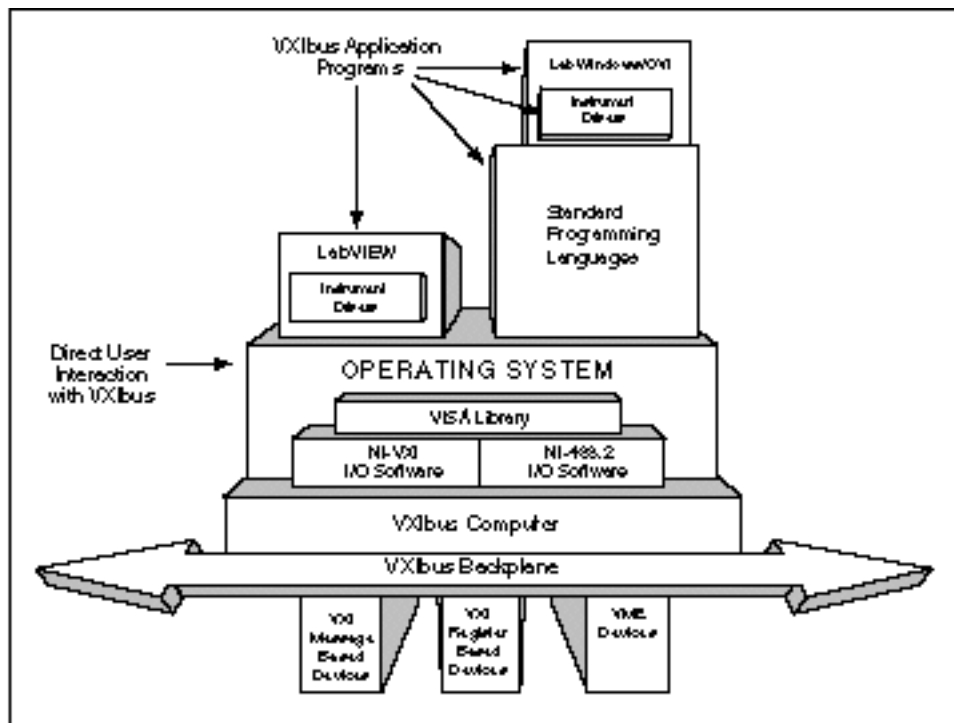 VXIbus Application
Programs
LabWindows/CVI
Instrument
Drivers
Standard
Programming
Languages
LabVIEW
Instrument
Drivers
Direct User
Interaction
with VXIbus
OPERATING SYSTEM
VISA Library
NI-VXI
I/O Software
NI-488.2
I/O Software
VXIbus Computer
VXIbus Backplane
VXI
Message
Based
Devices
VXI
Register
Based
Devices
VME
Devices